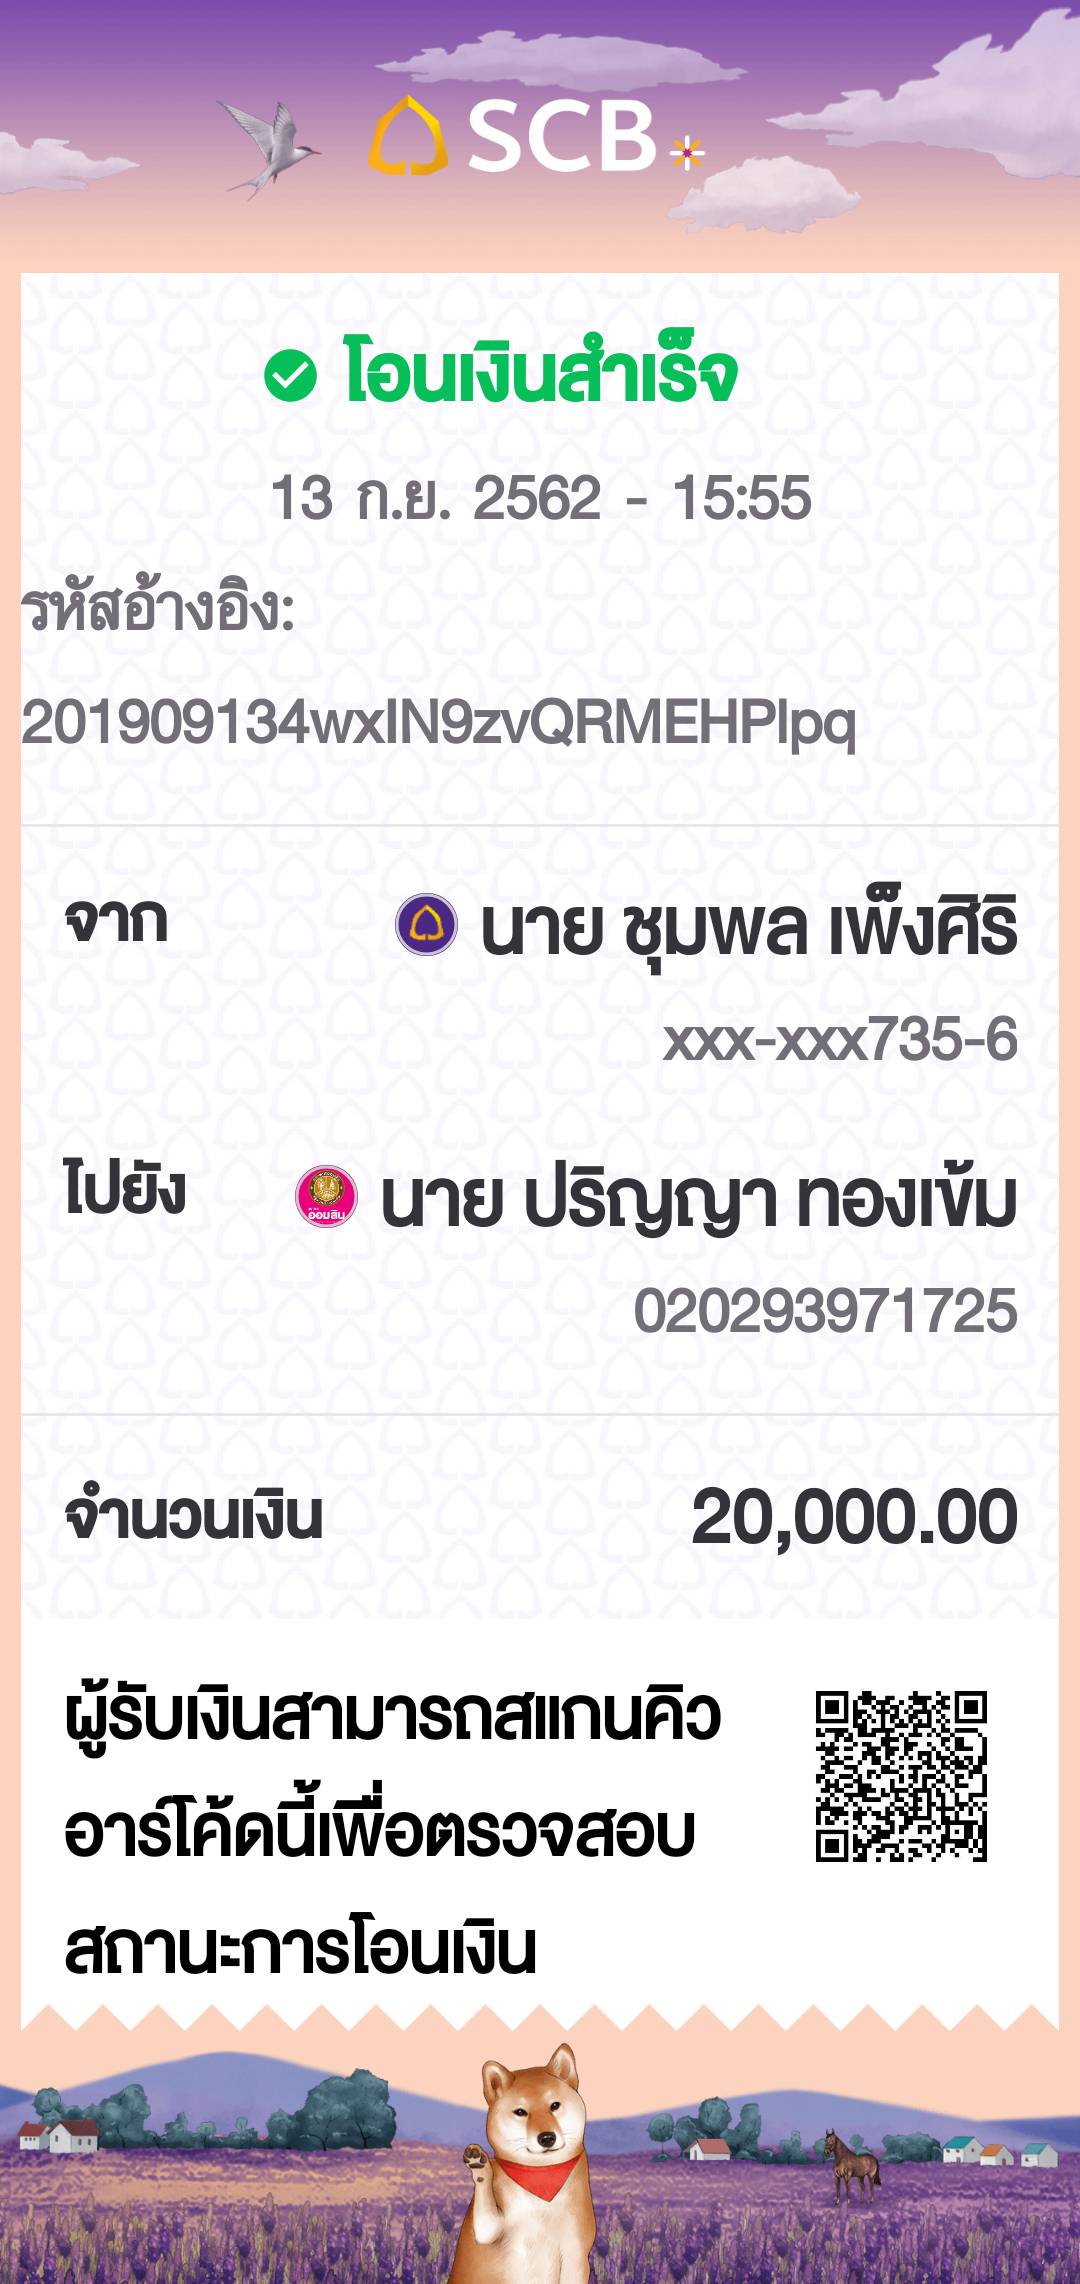 SCB
โอนเงินสำเร็จ
13 ก.ย. 2562 - 15:55
รหัสอ้างอิง:
201909134wxIN9zvQRMEHPIpq
จาก นาย ชุมพล เพ็งศิริ
xxx-xxx735-6
ไปยัง ออมสิน นาย ปริญญา ทองเข้ม
020293971725
จำนวนเงิน 20,000.00
ผู้รับเงินสามารถสแกนคิว
อาร์โค้ดนี้เพื่อตรวจสอบ
สถานะการโอนเงิน